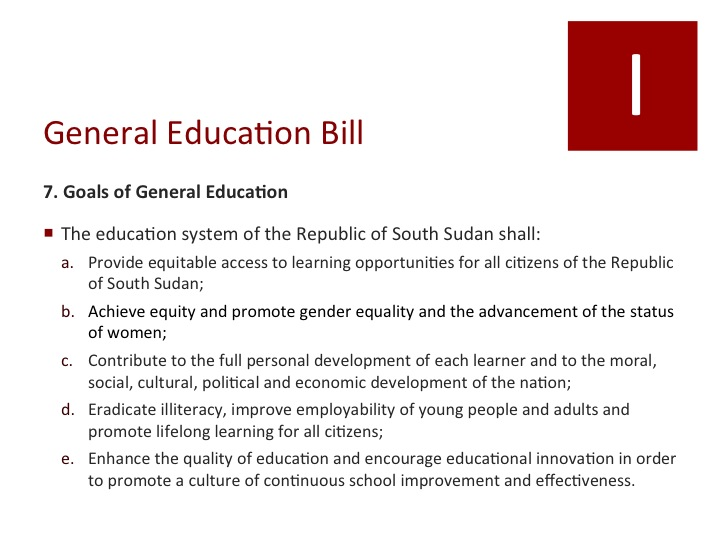 I
General Education Bill
7. Goals of General Education
▪ The education system of the Republic of South Sudan shall:
a. Provide equitable access to learning opportunities for all citizens of the Republic
of South Sudan;
b. Achieve equity and promote gender equality and the advancement of the status
of women;
c. Contribute to the full personal development of each learner and to the moral,
social, cultural, political and economic development of the nation;
d. Eradicate illiteracy, improve employability of young people and adults and
promote lifelong learning for all citizens;
e. Enhance the quality of education and encourage educational innovation in order
to promote a culture of continuous school improvement and effectiveness.